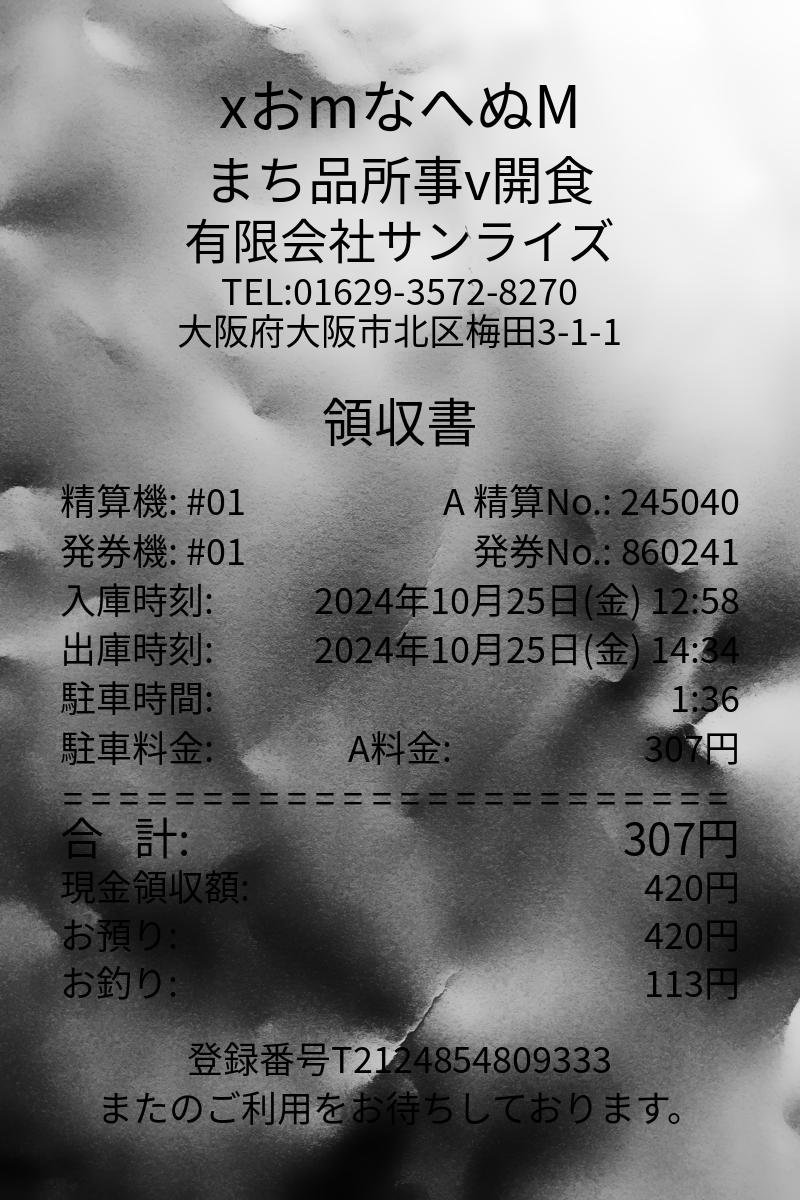 xおmなへぬM
まち品所事v開食
有限会社サンライズ
TEL:01629-3572-8270
大阪府大阪市北区梅田3-1-1
領収書
精算機: #01 A 精算No.: 245040
発券機: #01 発券No.: 860241
入庫時刻: 2024年10月25日(金) 12:58
出庫時刻: 2024年10月25日(金) 14:34
駐車時間: 1:36
駐車料金: A料金: 307円
========================
合 計: 307円
現金領収額: 420円
お預り: 420円
お釣り: 113円
登録番号T2124854809333
またのご利用をお待ちしております。